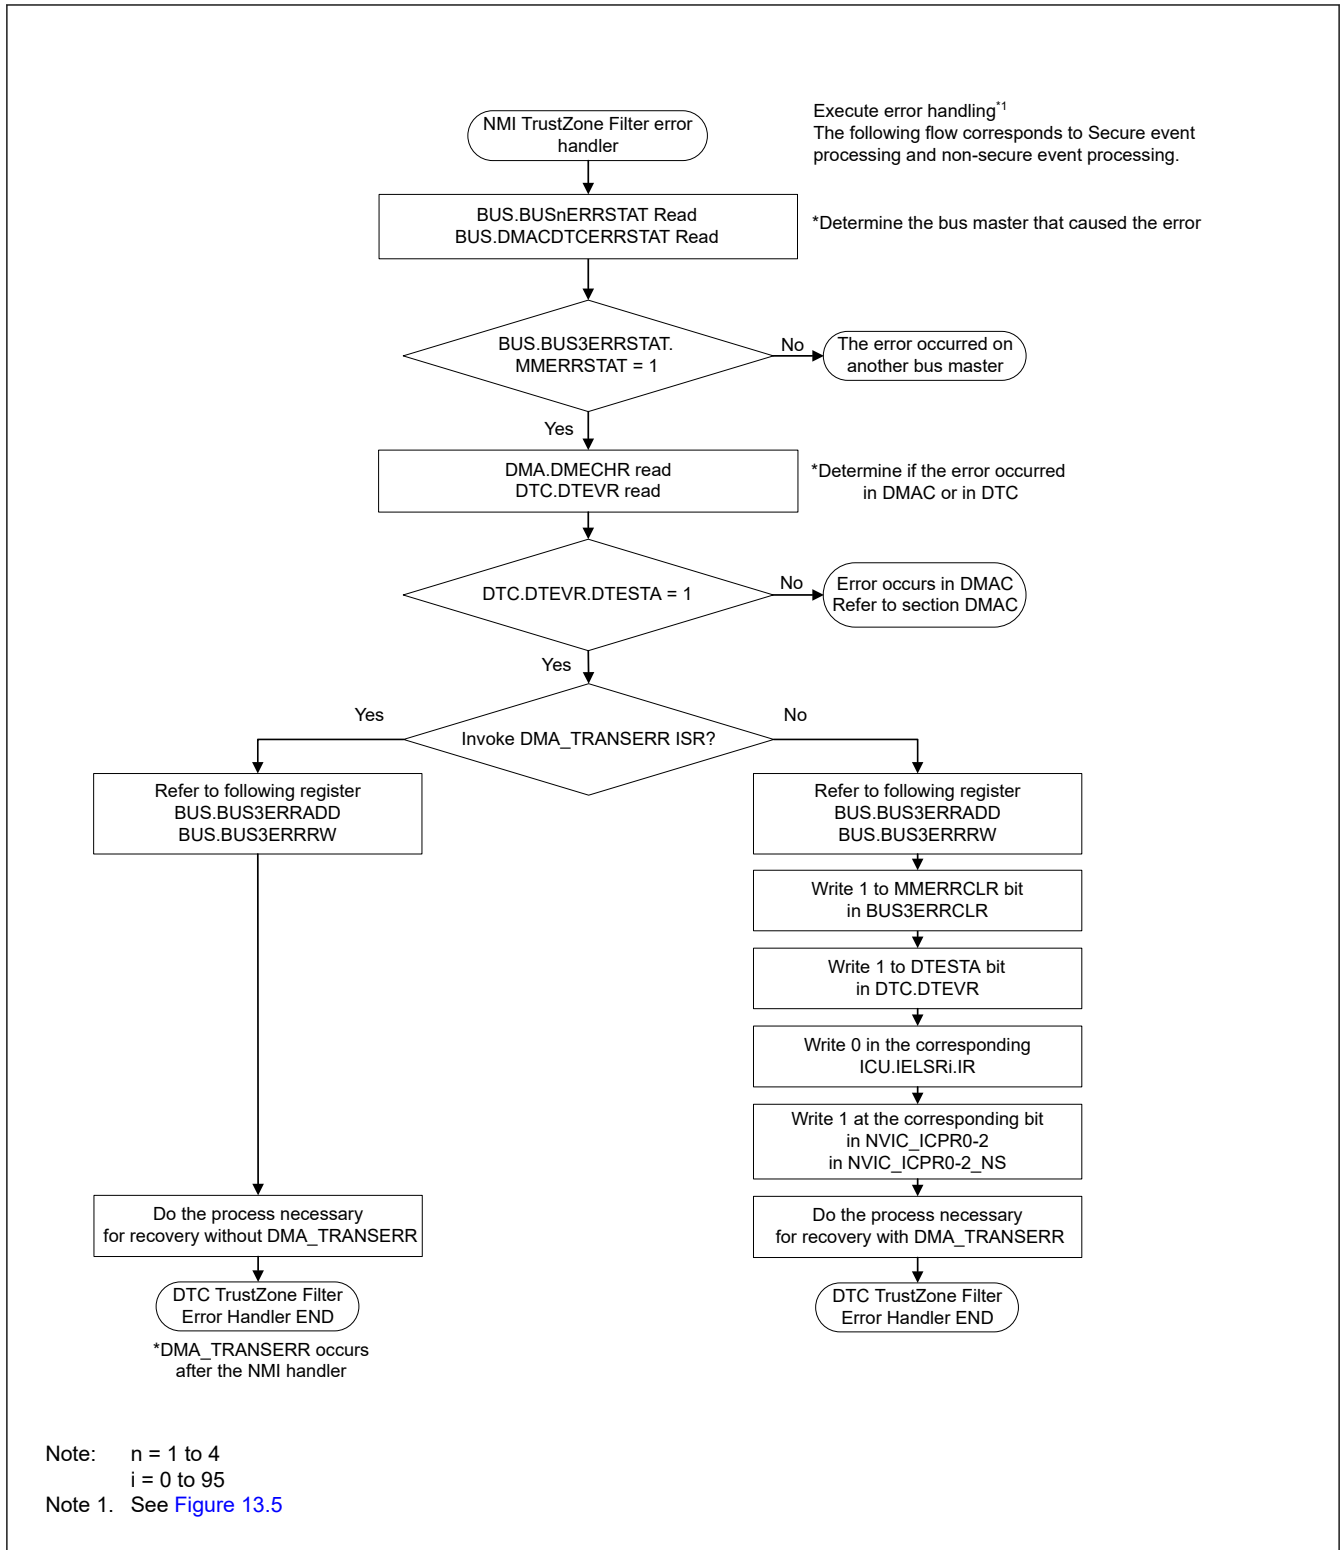 NMI TrustZone Filter error
handler
Execute error handling*1
The following flow corresponds to Secure event
processing and non-secure event processing.
BUS.BUSnERRSTAT Read
BUS.DMACDTCERRSTAT Read
*Determine the bus master that caused the error
BUS.BUS3ERRSTAT.
MMERRSTAT = 1
No
The error occurred on
another bus master
Yes
DMA.DMECHR read
DTC.DTEVR read
*Determine if the error occurred
in DMAC or in DTC
DTC.DTEVR.DTESTA = 1
No
Error occurs in DMAC
Refer to section DMAC
Yes
Yes
Invoke DMA_TRANSERR ISR?
No
Refer to following register
BUS.BUS3ERRADD
BUS.BUS3ERRRW
Refer to following register
BUS.BUS3ERRADD
BUS.BUS3ERRRW
Write 1 to MMERRCLR bit
in BUS3ERRCLR
Write 1 to DTESTA bit
in DTC.DTEVR
Write 0 in the corresponding
ICU.IELSRi.IR
Write 1 at the corresponding bit
in NVIC_ICPR0-2
in NVIC_ICPR0-2_NS
Do the process necessary
for recovery without DMA_TRANSERR
Do the process necessary
for recovery with DMA_TRANSERR
DTC TrustZone Filter
Error Handler END
DTC TrustZone Filter
Error Handler END
*DMA_TRANSERR occurs
after the NMI handler
Note: n = 1 to 4
i = 0 to 95
Note 1. See Figure 13.5